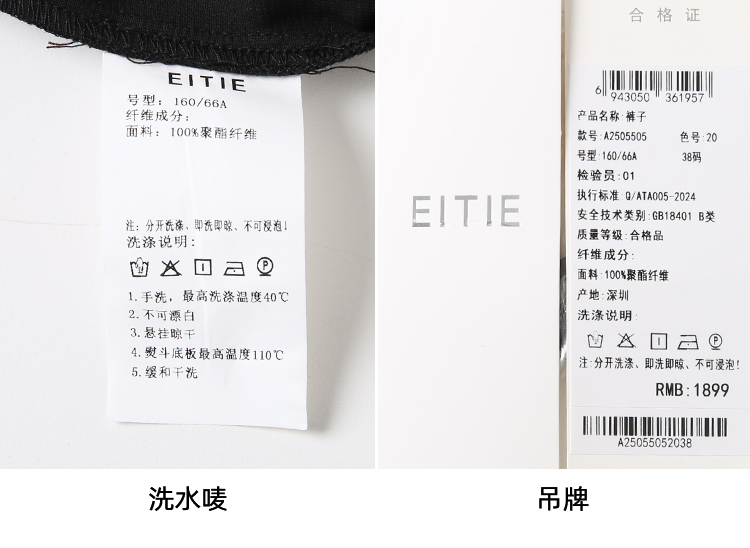 EITIE
号型：160/66A
纤维成分：
面料：100%聚酯纤维
注：分开洗涤、即洗即晾、不可浸泡！
洗涤说明：
P
1.手洗，最高洗涤温度40℃
2.不可漂白
3.悬挂晾干
4.熨斗底板最高温度110℃
5.缓和干洗
洗水唛
EITIE
合格证
6 943050 361957
产品名称:裤子
款号:A2505505 色号:20
号型:160/66A 38码
检验员:01
执行标准:Q/ATA005-2024
安全技术类别:GB18401 B类
质量等级:合格品
纤维成分:
面料:100%聚酯纤维
产地:深圳
洗涤说明:
P
注:分开洗涤、即洗即晾、不可浸泡!
RMB:1899
A25055052038
吊牌